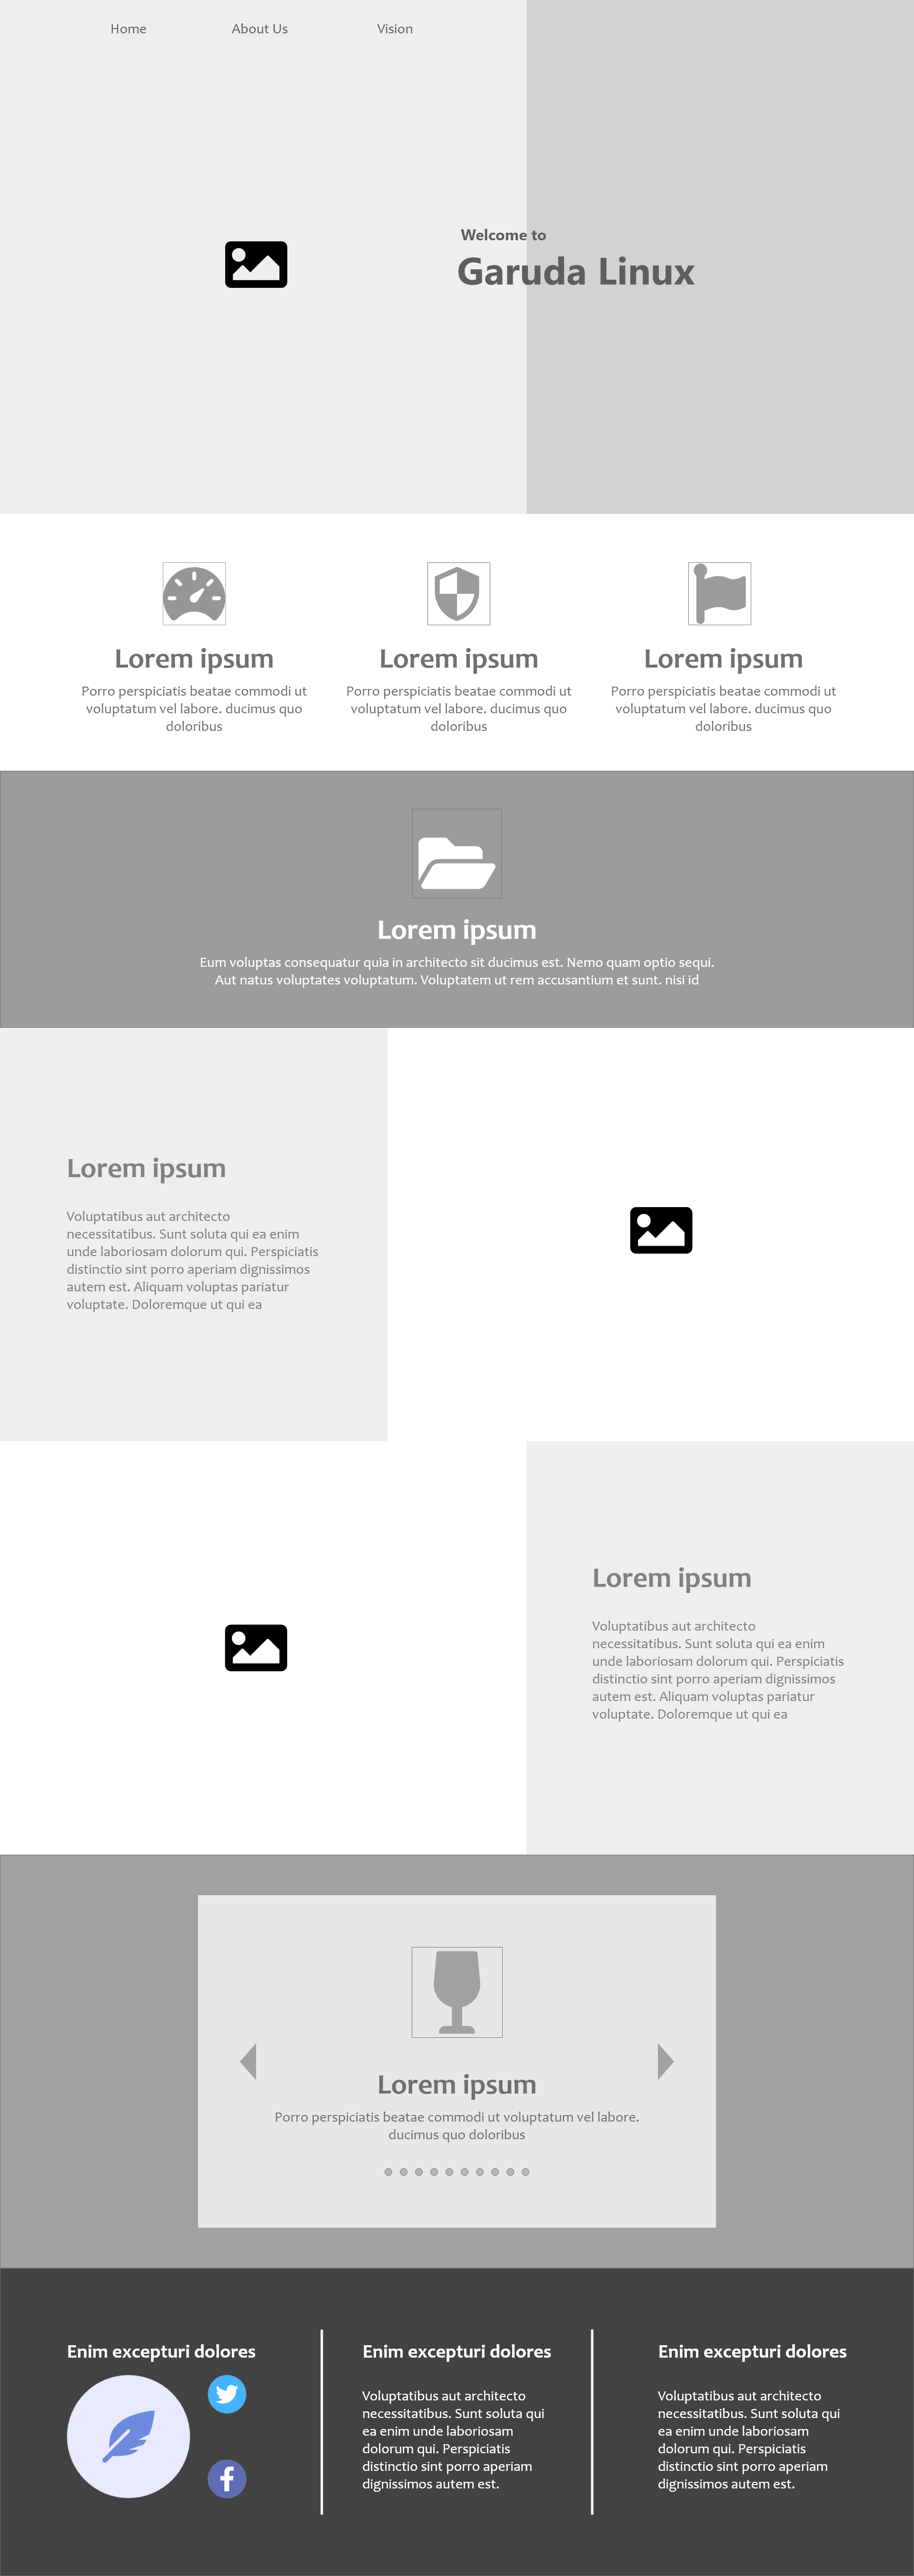 Home
About Us
Vision
Welcome to
Garuda Linux
Lorem ipsum
Porro perspiciatis beatae commodi ut
voluptatum vel labore. ducimus quo
doloribus
Lorem ipsum
Porro perspiciatis beatae commodi ut
voluptatum vel labore. ducimus quo
doloribus
Lorem ipsum
Porro perspiciatis beatae commodi ut
voluptatum vel labore. ducimus quo
doloribus
Lorem ipsum
Eum voluptas consequatur quia in architecto sit ducimus est. Nemo quam optio sequi.
Aut natus voluptates voluptatum. Voluptatem ut rem accusantium et sunt. nisi id
Lorem ipsum
Voluptatibus aut architecto
necessitatibus. Sunt soluta qui ea enim
unde laboriosam dolorum qui. Perspiciatis
distinctio sint porro aperiam dignissimos
autem est. Aliquam voluptas pariatur
voluptate. Doloremque ut qui ea
Lorem ipsum
Voluptatibus aut architecto
necessitatibus. Sunt soluta qui ea enim
unde laboriosam dolorum qui. Perspiciatis
distinctio sint porro aperiam dignissimos
autem est. Aliquam voluptas pariatur
voluptate. Doloremque ut qui ea
Lorem ipsum
Porro perspiciatis beatae commodi ut voluptatum vel labore.
ducimus quo doloribus
Enim excepturi dolores
Enim excepturi dolores
Voluptatibus aut architecto
necessitatibus. Sunt soluta qui
ea enim unde laboriosam
dolorum qui. Perspiciatis
distinctio sint porro aperiam
dignissimos autem est.
Enim excepturi dolores
Voluptatibus aut architecto
necessitatibus. Sunt soluta qui
ea enim unde laboriosam
dolorum qui. Perspiciatis
distinctio sint porro aperiam
dignissimos autem est.